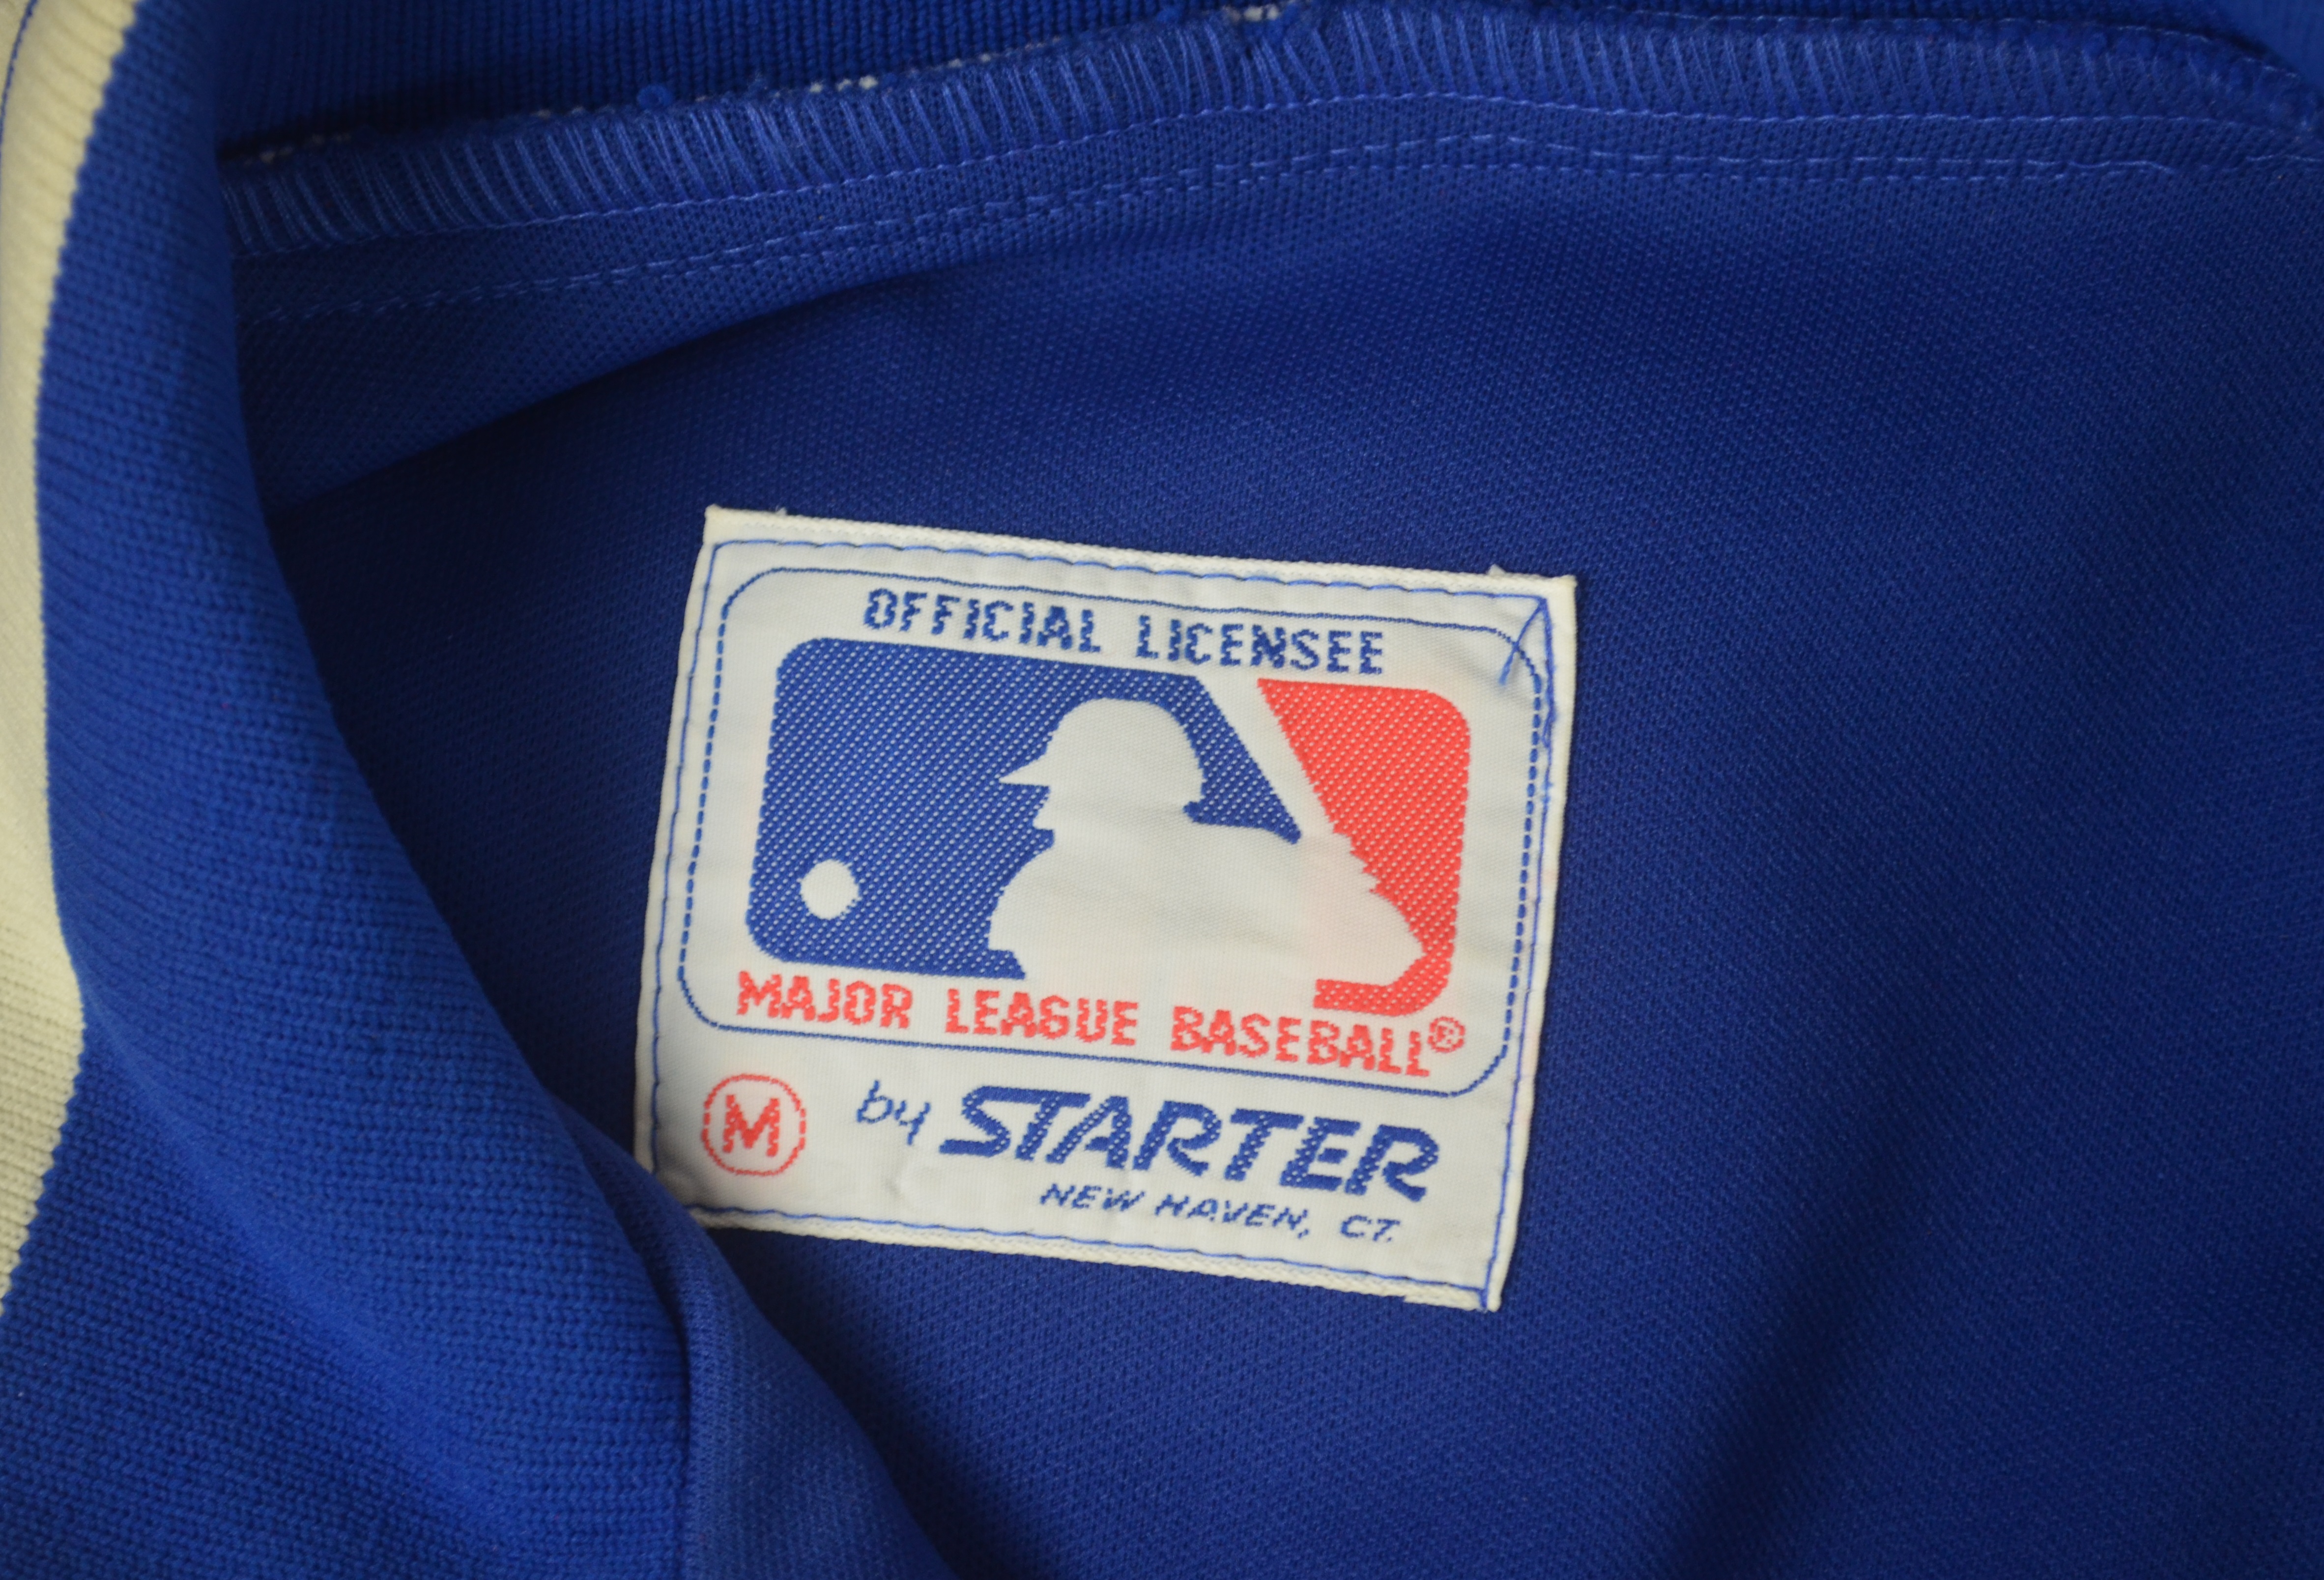 OFFICIAL LICENSEE
MAJOR LEAGUE BASEBALL®
M by STARTER
NEW HAVEN, CT.